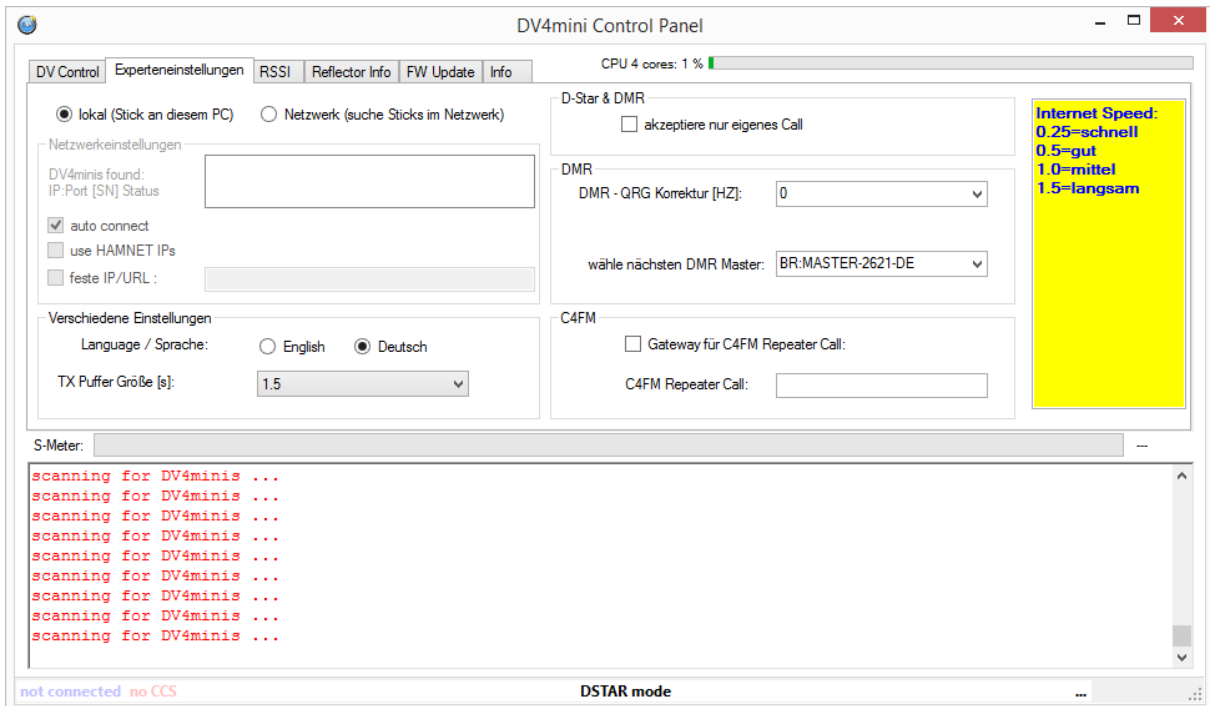 DV4mini Control Panel
DV Control Experteneinstellungen RSSI Reflector Info FW Update Info
CPU 4 cores: 1 %
lokal (Stick an diesem PC) Netzwerk (suche Sticks im Netzwerk)
Netzwerkeinstellungen
DV4minis found:
IP:Port [SN] Status
auto connect
use HAMNET IPs
feste IP/URL :
Verschiedene Einstellungen
Language / Sprache: English Deutsch
TX Puffer Größe [s]: 1.5
D-Star & DMR
akzeptiere nur eigenes Call
DMR
DMR - QRG Korrektur [HZ]: 0
wähle nächsten DMR Master: BR:MASTER-2621-DE
C4FM
Gateway für C4FM Repeater Call:
C4FM Repeater Call:
Internet Speed:
0.25=schnell
0.5=gut
1.0=mittel
1.5=langsam
S-Meter: ---
scanning for DV4minis ...
scanning for DV4minis ...
scanning for DV4minis ...
scanning for DV4minis ...
scanning for DV4minis ...
scanning for DV4minis ...
scanning for DV4minis ...
scanning for DV4minis ...
scanning for DV4minis ...
not connected no CCS DSTAR mode ...